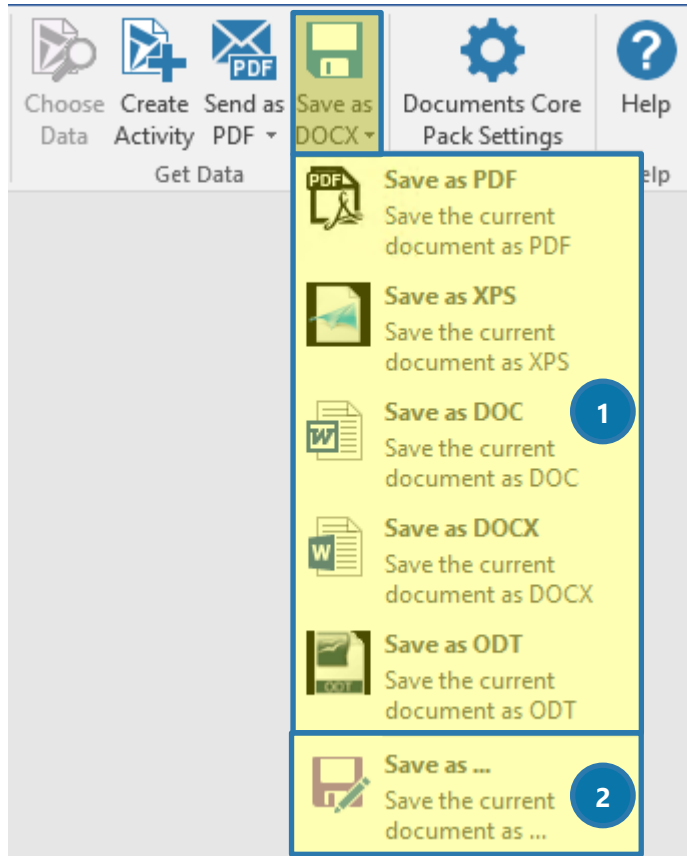 PDF
Choose Create Send as Save as Documents Core Help
Data Activity PDF DOCX Pack Settings
Get Data elp
PDF
Save as PDF
Save the current
document as PDF
Save as XPS
Save the current
document as XPS
Save as DOC
1
W
Save the current
document as DOC
Save as DOCX
W
Save the current
document as DOCX
Save as ODT
ODT
Save the current
document as ODT
Save as ...
Save the current
2
document as ...